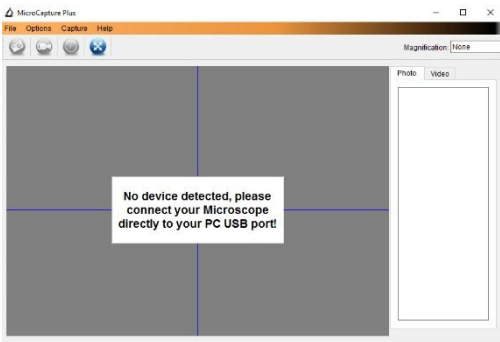 MicroCapture Plus
File Options Capture Help
Magnification: None
Photo Video
No device detected, please
connect your Microscope
directly to your PC USB port!